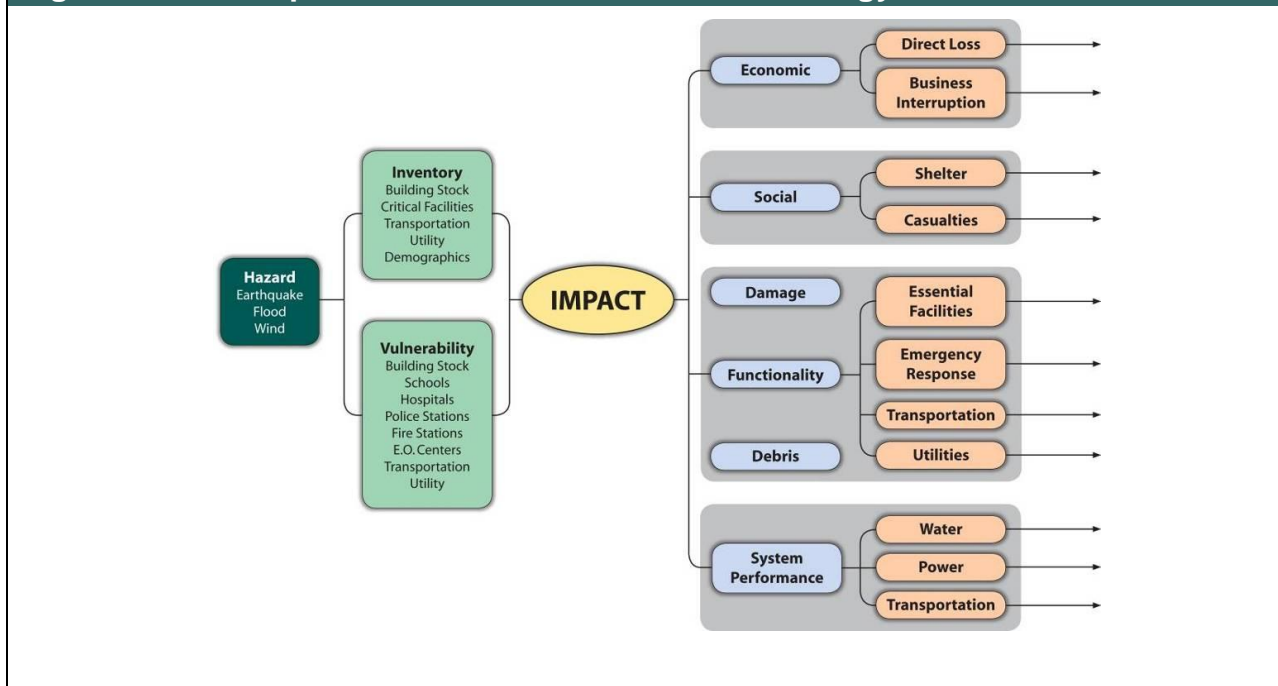 Hazard
Earthquake
Flood
Wind
Inventory
Building Stock
Critical Facilities
Transportation
Utility
Demographics
Vulnerability
Building Stock
Schools
Hospitals
Police Stations
Fire Stations
E.O. Centers
Transportation
Utility
IMPACT
Economic
Direct Loss
Business
Interruption
Social
Shelter
Casualties
Damage
Functionality
Debris
Essential
Facilities
Emergency
Response
Transportation
Utilities
System
Performance
Water
Power
Transportation